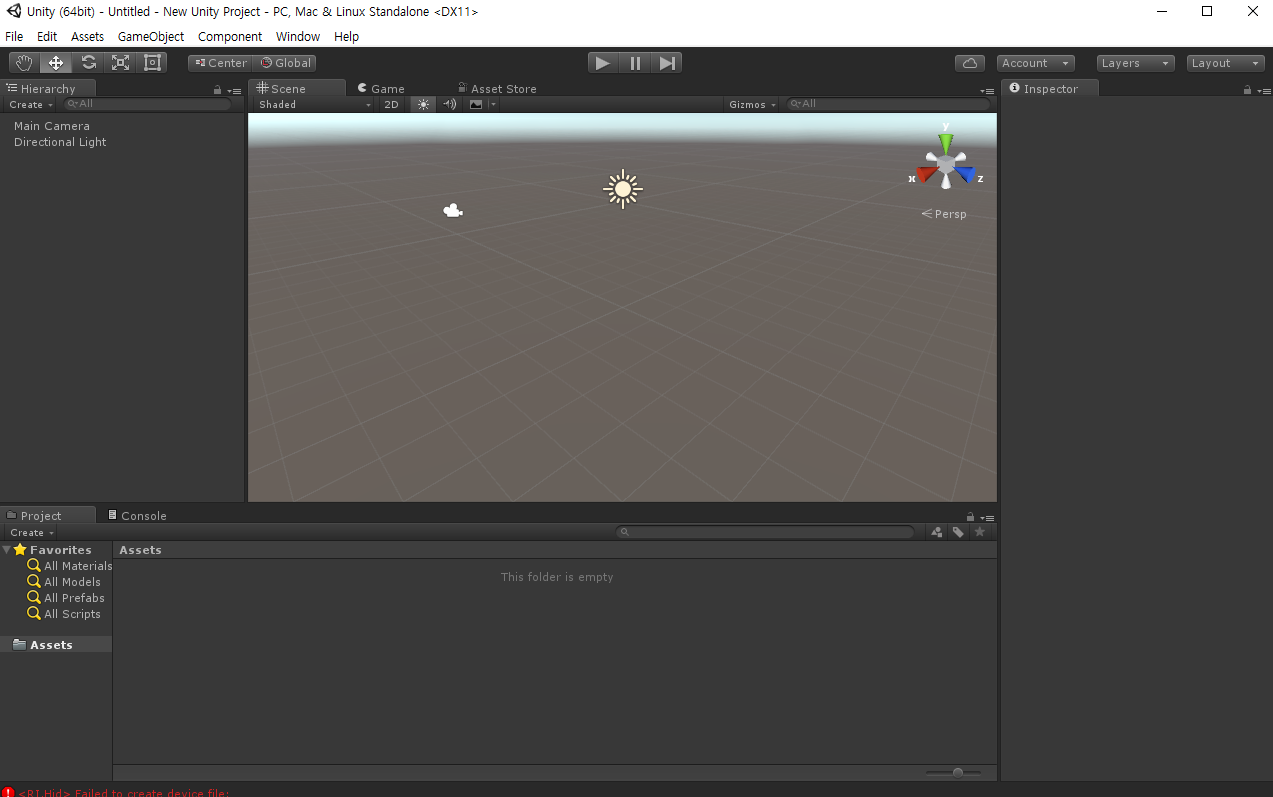 Unity (64bit) - Untitled - New Unity Project - PC, Mac & Linux Standalone <DX11>
File Edit Assets GameObject Component Window Help
Center Global Account Layers Layout
Hierarchy
Create All
Main Camera
Directional Light
Scene Game Asset Store
Shaded 2D Gizmos All
y
x z
Persp
Inspector
Project Console
Create
Favorites
All Materials
All Models
All Prefabs
All Scripts
Assets
Assets
This folder is empty
<RI.Hid> Failed to create device file: